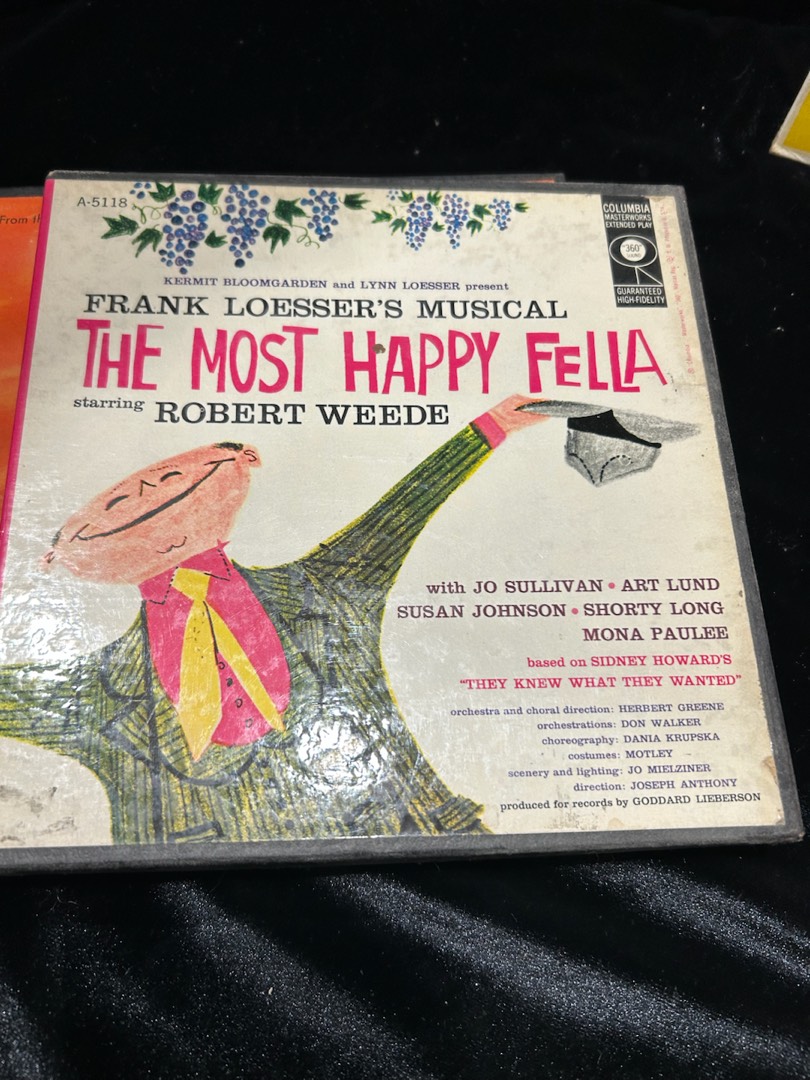 From th
A-5118
COLUMBIA
MASTERWORKS
EXTENDED PLAY
"360"
SOUND
GUARANTEED
HIGH-FIDELITY
KERMIT BLOOMGARDEN and LYNN LOESSER present
FRANK LOESSER'S MUSICAL
THE MOST HAPPY FELLA
starring ROBERT WEEDE
with JO SULLIVAN • ART LUND
SUSAN JOHNSON • SHORTY LONG
MONA PAULEE
based on SIDNEY HOWARD'S
"THEY KNEW WHAT THEY WANTED"
orchestra and choral direction: HERBERT GREENE
orchestrations: DON WALKER
choreography: DANIA KRUPSKA
costumes: MOTLEY
scenery and lighting: JO MIELZINER
direction: JOSEPH ANTHONY
produced for records by GODDARD LIEBERSON